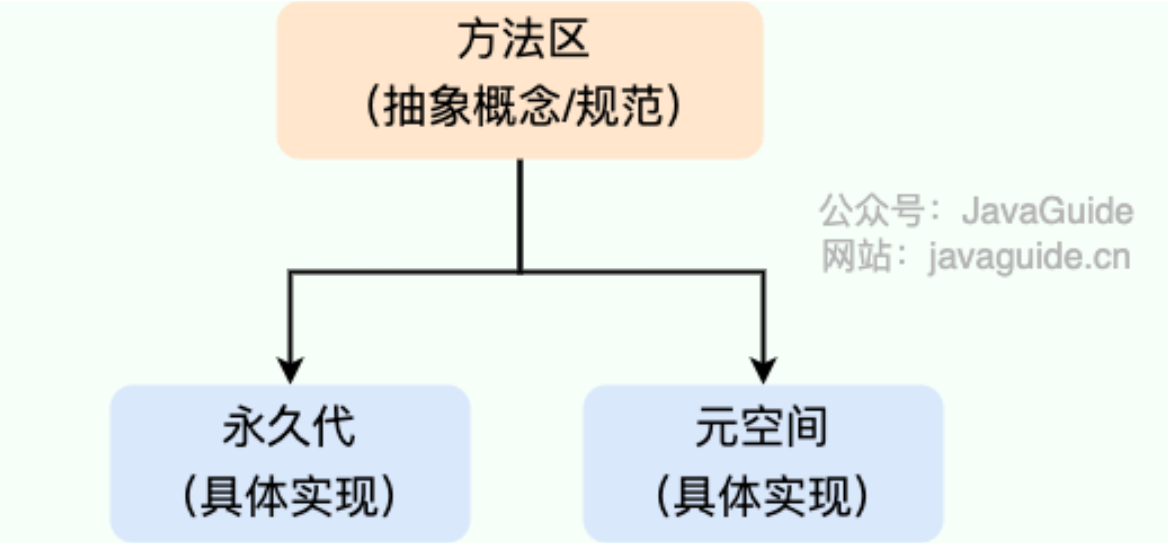 方法区
（抽象概念/规范）
公众号：JavaGuide
网站：javaguide.cn
永久代
（具体实现）
元空间
（具体实现）